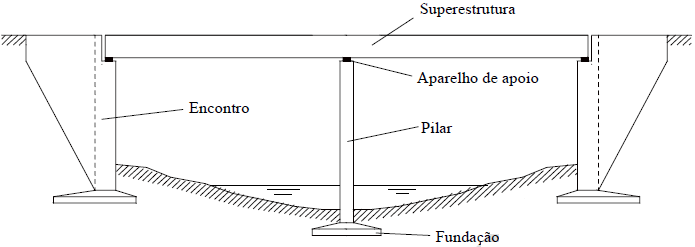 Superestrutura
Aparelho de apoio
Encontro
Pilar
Fundação